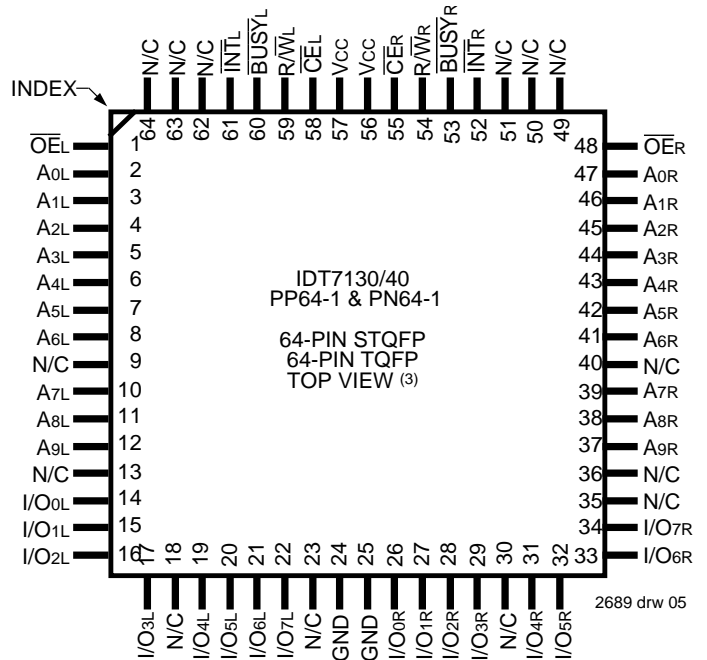 N/C
N/C
N/C
INTL
BUSYL
R/WL
CEL
VCC
VCC
CER
R/WR
BUSYR
INTR
N/C
N/C
N/C
INDEX
64
63
62
61
60
59
58
57
56
55
54
53
52
51
50
49
OEL 1 48 OER
A0L 2 47 A0R
A1L 3 46 A1R
A2L 4 45 A2R
A3L 5 44 A3R
A4L 6 43 A4R
A5L 7 42 A5R
A6L 8 41 A6R
N/C 9 40 N/C
A7L 10 39 A7R
A8L 11 38 A8R
A9L 12 37 A9R
N/C 13 36 N/C
I/O0L 14 35 N/C
I/O1L 15 34 I/O7R
I/O2L 16 33 I/O6R
IDT7130/40
PP64-1 & PN64-1
64-PIN STQFP
64-PIN TQFP
TOP VIEW (3)
17
18
19
20
21
22
23
24
25
26
27
28
29
30
31
32
I/O3L
N/C
I/O4L
I/O5L
I/O6L
I/O7L
N/C
GND
GND
I/O0R
I/O1R
I/O2R
I/O3R
N/C
I/O4R
I/O5R
2689 drw 05